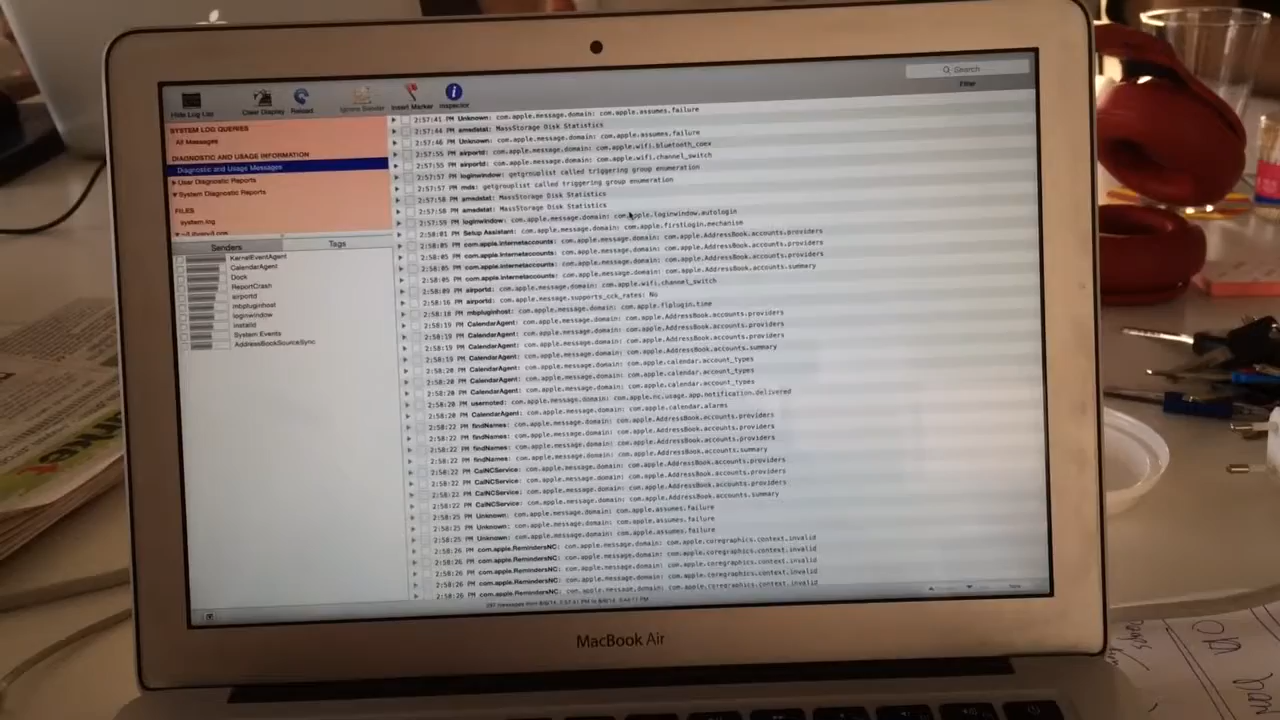 Search
Filter
Hide Log List
Clear Display
Reload
Ignore Sender
Insert Marker
Inspector
SYSTEM LOG QUERIES
All Messages
DIAGNOSTIC AND USAGE INFORMATION
Diagnostic and Usage Messages
User Diagnostic Reports
System Diagnostic Reports
FILES
system.log
Senders
Tags
KernelEventAgent
CalendarAgent
Dock
ReportCrash
airportd
mbpluginhost
loginwindow
installd
System Events
AddressBookSourceSync
2:57:41 PM Unknown: com.apple.message.domain: com.apple.assumes.failure
2:57:44 PM amsdstat: MassStorage Disk Statistics
2:57:46 PM Unknown: com.apple.message.domain: com.apple.assumes.failure
2:57:55 PM airportd: com.apple.message.domain: com.apple.wifi.bluetooth_coex
2:57:55 PM airportd: com.apple.message.domain: com.apple.wifi.channel_switch
2:57:57 PM loginwindow: getgrouplist called triggering group enumeration
2:57:57 PM mds: getgrouplist called triggering group enumeration
2:57:58 PM amsdstat: MassStorage Disk Statistics
2:57:58 PM amsdstat: MassStorage Disk Statistics
2:57:59 PM loginwindow: com.apple.message.domain: com.apple.loginwindow.autologin
2:58:01 PM Setup Assistant: com.apple.message.domain: com.apple.firstLogin.mechanism
2:58:05 PM com.apple.internetaccounts: com.apple.message.domain: com.apple.AddressBook.accounts.providers
2:58:05 PM com.apple.internetaccounts: com.apple.message.domain: com.apple.AddressBook.accounts.providers
2:58:05 PM com.apple.internetaccounts: com.apple.message.domain: com.apple.AddressBook.accounts.providers
2:58:05 PM com.apple.internetaccounts: com.apple.message.domain: com.apple.AddressBook.accounts.summary
2:58:09 PM airportd: com.apple.message.domain: com.apple.wifi.channel_switch
2:58:16 PM airportd: com.apple.message.supports_cck_rates: No
2:58:18 PM mbpluginhost: com.apple.message.domain: com.apple.flplugin.time
2:58:19 PM CalendarAgent: com.apple.message.domain: com.apple.AddressBook.accounts.providers
2:58:19 PM CalendarAgent: com.apple.message.domain: com.apple.AddressBook.accounts.providers
2:58:19 PM CalendarAgent: com.apple.message.domain: com.apple.AddressBook.accounts.providers
2:58:19 PM CalendarAgent: com.apple.message.domain: com.apple.AddressBook.accounts.summary
2:58:20 PM CalendarAgent: com.apple.message.domain: com.apple.calendar.account_types
2:58:20 PM CalendarAgent: com.apple.message.domain: com.apple.calendar.account_types
2:58:20 PM CalendarAgent: com.apple.message.domain: com.apple.calendar.account_types
2:58:20 PM usernoted: com.apple.message.domain: com.apple.nc.usage.app.notification.delivered
2:58:20 PM CalendarAgent: com.apple.message.domain: com.apple.calendar.alarms
2:58:22 PM findNames: com.apple.message.domain: com.apple.AddressBook.accounts.providers
2:58:22 PM findNames: com.apple.message.domain: com.apple.AddressBook.accounts.providers
2:58:22 PM findNames: com.apple.message.domain: com.apple.AddressBook.accounts.providers
2:58:22 PM findNames: com.apple.message.domain: com.apple.AddressBook.accounts.summary
2:58:22 PM CalNCService: com.apple.message.domain: com.apple.AddressBook.accounts.providers
2:58:22 PM CalNCService: com.apple.message.domain: com.apple.AddressBook.accounts.providers
2:58:22 PM CalNCService: com.apple.message.domain: com.apple.AddressBook.accounts.providers
2:58:22 PM CalNCService: com.apple.message.domain: com.apple.AddressBook.accounts.summary
2:58:25 PM Unknown: com.apple.message.domain: com.apple.assumes.failure
2:58:25 PM Unknown: com.apple.message.domain: com.apple.assumes.failure
2:58:25 PM Unknown: com.apple.message.domain: com.apple.assumes.failure
2:58:26 PM com.apple.RemindersNC: com.apple.message.domain: com.apple.coregraphics.context.invalid
2:58:26 PM com.apple.RemindersNC: com.apple.message.domain: com.apple.coregraphics.context.invalid
2:58:26 PM com.apple.RemindersNC: com.apple.message.domain: com.apple.coregraphics.context.invalid
2:58:26 PM com.apple.RemindersNC: com.apple.message.domain: com.apple.coregraphics.context.invalid
2:58:26 PM com.apple.RemindersNC: com.apple.message.domain: com.apple.coregraphics.context.invalid
MacBook Air